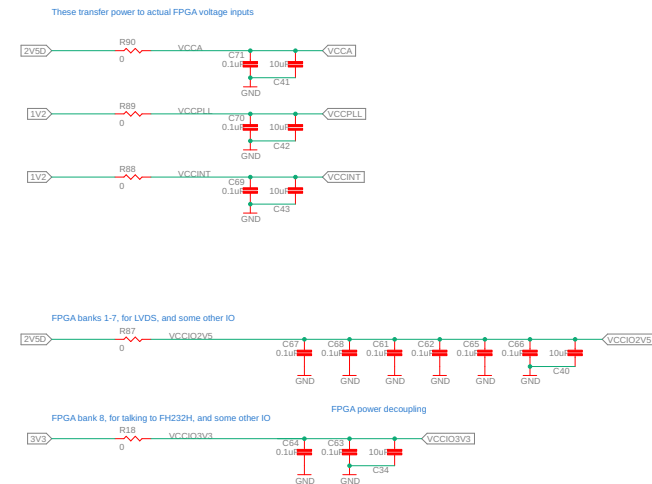 These transfer power to actual FPGA voltage inputs
R90
2V5D
VCCA
C71
VCCA
0
0.1uF
10uF
C41
GND
R89
1V2
VCCPLL
C70
VCCPLL
0
0.1uF
10uF
C42
GND
R88
1V2
VCCINT
C69
VCCINT
0
0.1uF
10uF
C43
GND
FPGA banks 1-7, for LVDS, and some other IO
R87
2V5D
VCCIO2V5
C67 C68 C61 C62 C65 C66
VCCIO2V5
0
0.1uF 0.1uF 0.1uF 0.1uF 0.1uF 0.1uF 10uF
C40
GND GND GND GND GND GND
FPGA power decoupling
FPGA bank 8, for talking to FH232H, and some other IO
R18
3V3
VCCIO3V3
C64 C63
VCCIO3V3
0
0.1uF 0.1uF 10uF
C34
GND GND